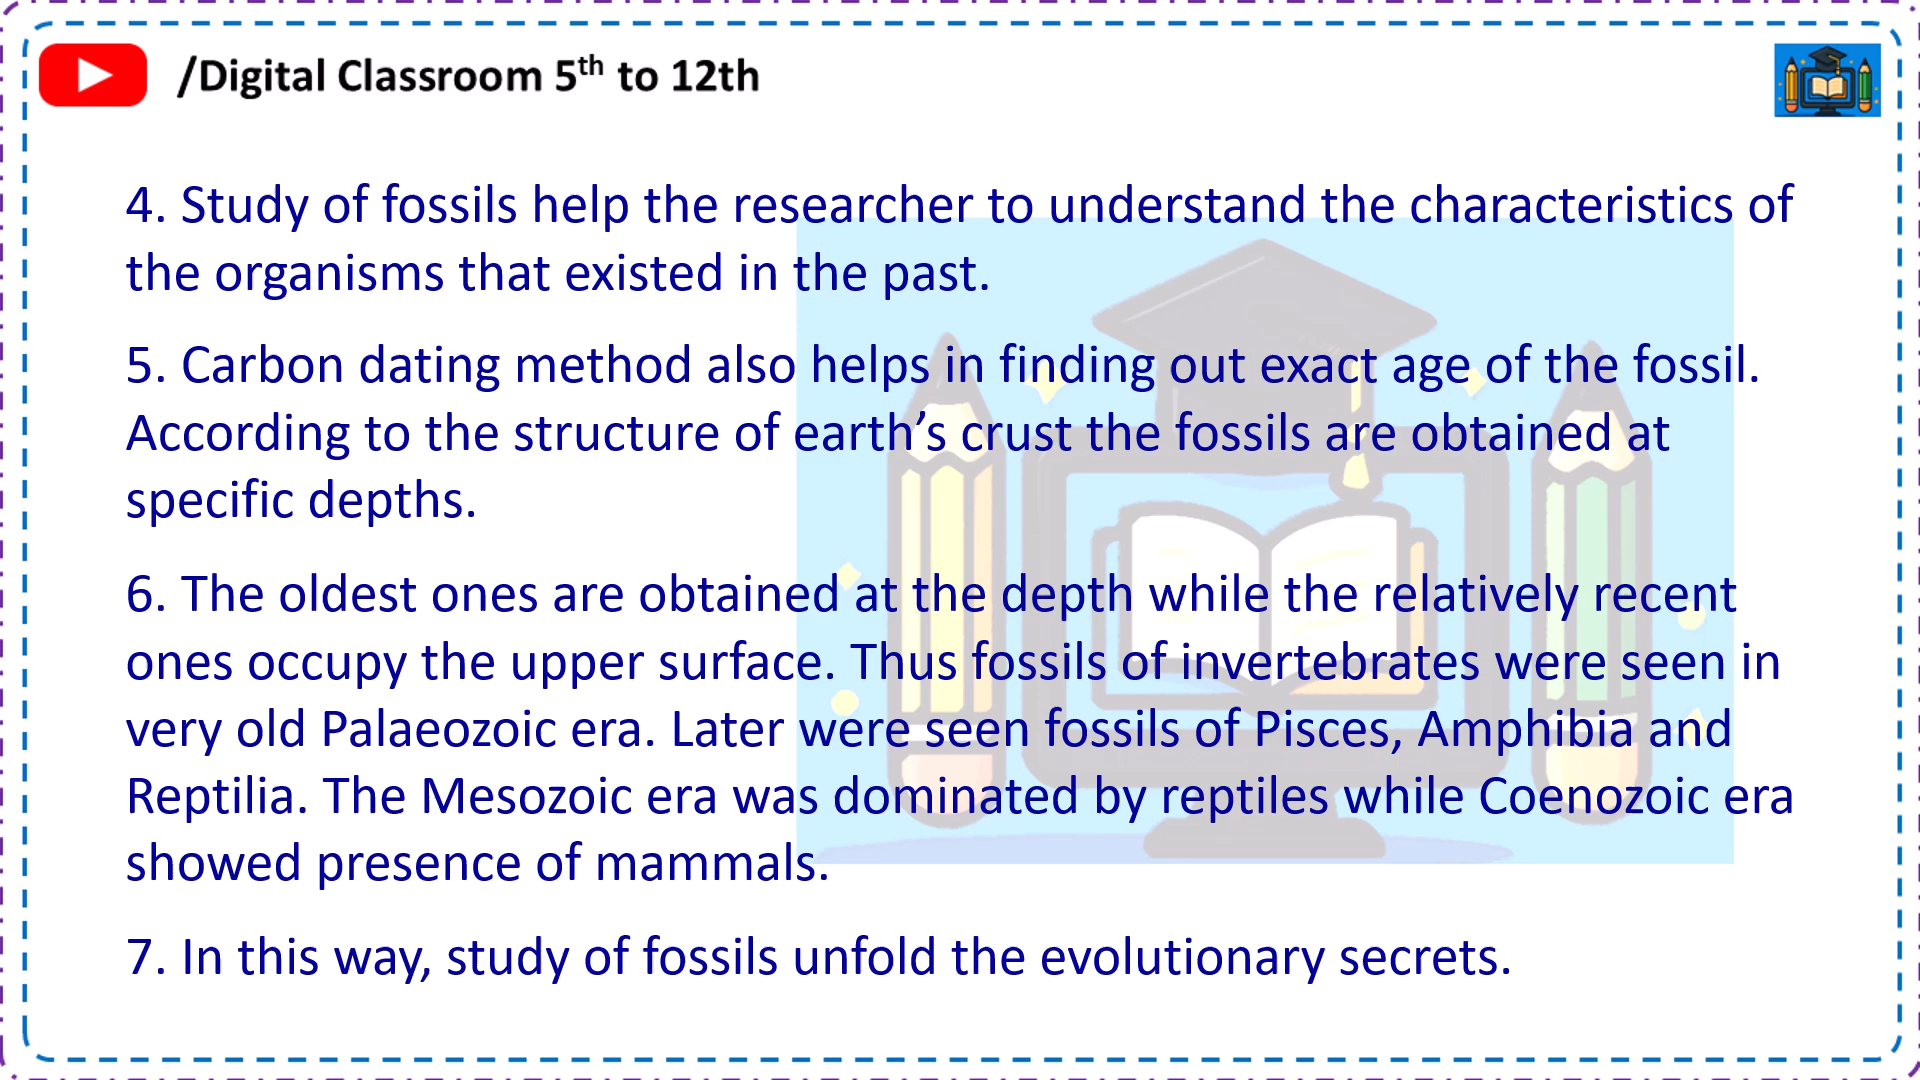 /Digital Classroom 5th to 12th
4. Study of fossils help the researcher to understand the characteristics of
the organisms that existed in the past.
5. Carbon dating method also helps in finding out exact age of the fossil.
According to the structure of earth’s crust the fossils are obtained at
specific depths.
6. The oldest ones are obtained at the depth while the relatively recent
ones occupy the upper surface. Thus fossils of invertebrates were seen in
very old Palaeozoic era. Later were seen fossils of Pisces, Amphibia and
Reptilia. The Mesozoic era was dominated by reptiles while Coenozoic era
showed presence of mammals.
7. In this way, study of fossils unfold the evolutionary secrets.